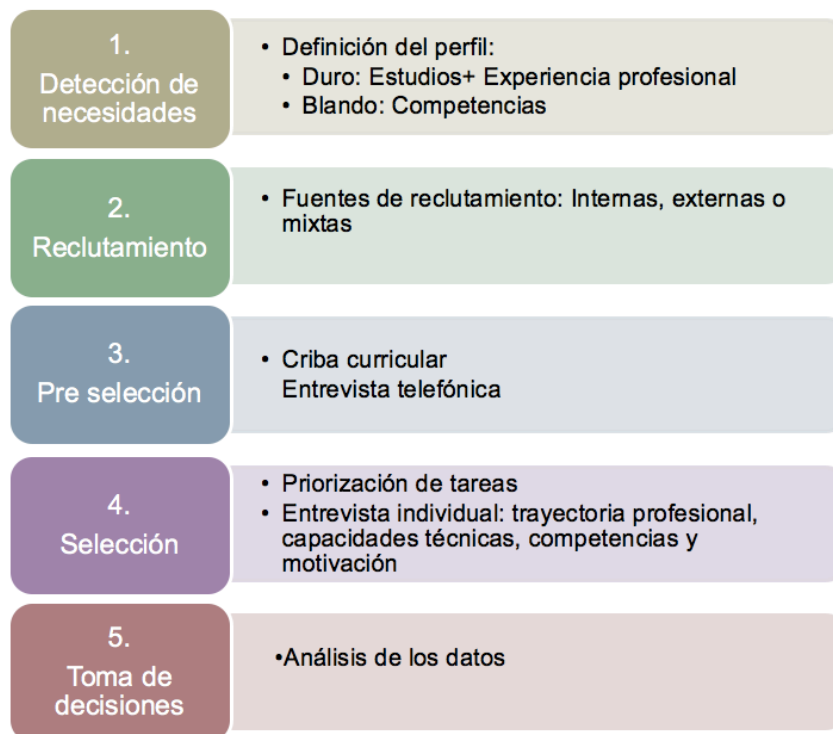 1.
Detección de
necesidades
• Definición del perfil:
• Duro: Estudios+ Experiencia profesional
• Blando: Competencias
2.
Reclutamiento
• Fuentes de reclutamiento: Internas, externas o
mixtas
3.
Pre selección
• Criba curricular
Entrevista telefónica
4.
Selección
• Priorización de tareas
• Entrevista individual: trayectoria profesional,
capacidades técnicas, competencias y
motivación
5.
Toma de
decisiones
•Análisis de los datos